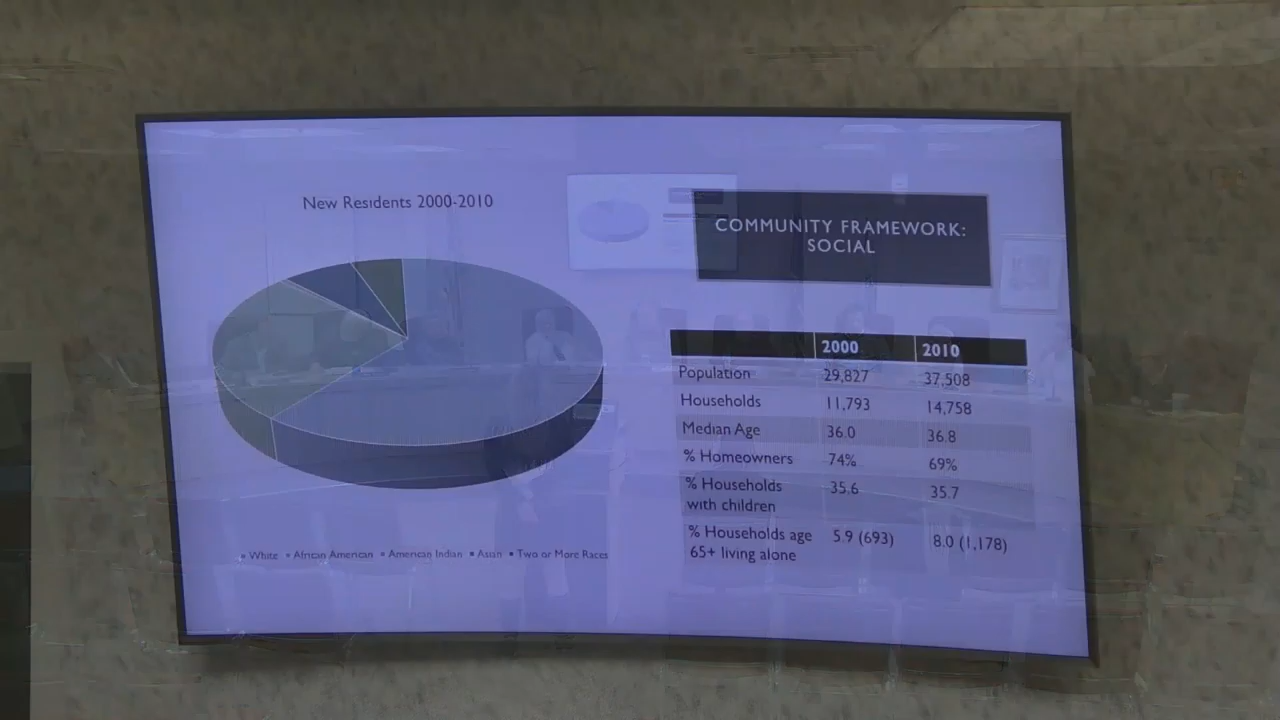 New Residents 2000-2010
White African American American Indian Asian Two or More Races
COMMUNITY FRAMEWORK:
SOCIAL
2000 2010
Population 29,827 37,508
Households 11,793 14,758
Median Age 36.0 36.8
% Homeowners 74% 69%
% Households 35.6 35.7
with children
% Households age 5.9 (693) 8.0 (1,178)
65+ living alone